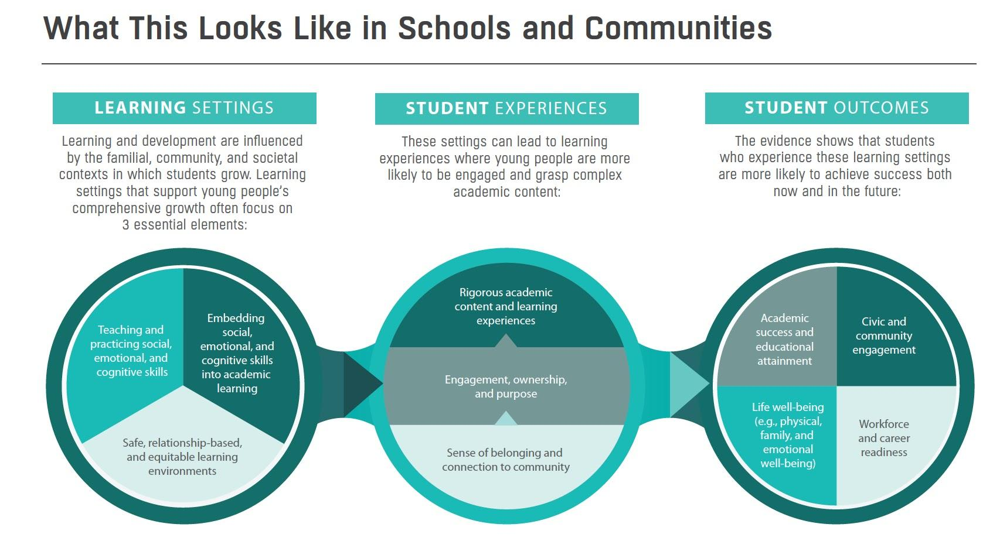 What This Looks Like in Schools and Communities
LEARNING SETTINGS
Learning and development are influenced
by the familial, community, and societal
contexts in which students grow. Learning
settings that support young people's
comprehensive growth often focus on
3 essential elements:
Teaching and
practicing social,
emotional, and
cognitive skills
Embedding
social,
emotional, and
cognitive skills
into academic
learning
Safe, relationship-based,
and equitable learning
environments
STUDENT EXPERIENCES
These settings can lead to learning
experiences where young people are more
likely to be engaged and grasp complex
academic content:
Rigorous academic
content and learning
experiences
Engagement, ownership,
and purpose
Sense of belonging and
connection to community
STUDENT OUTCOMES
The evidence shows that students
who experience these learning settings
are more likely to achieve success both
now and in the future:
Academic
success and
educational
attainment
Civic and
community
engagement
Life well-being
(e.g., physical,
family, and
emotional
well-being)
Workforce
and career
readiness